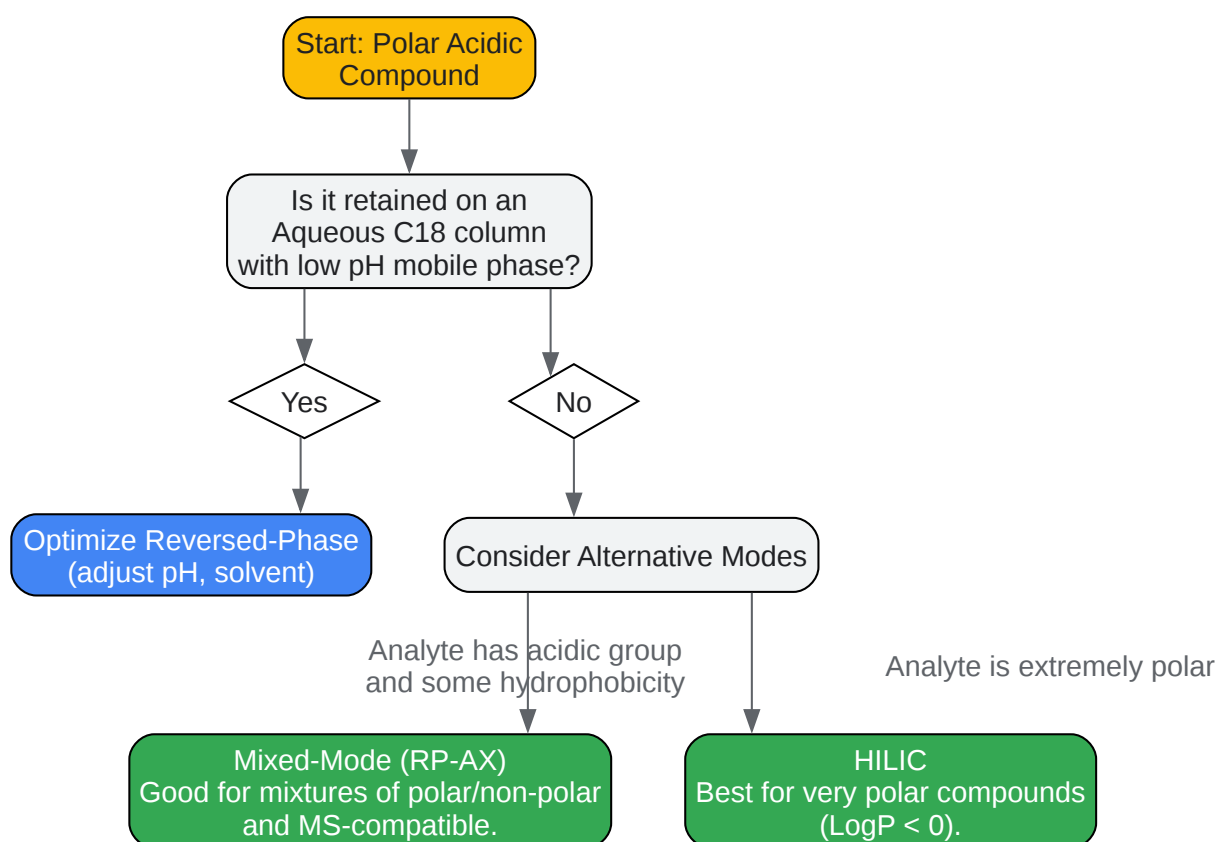 Start: Polar Acidic
Compound
Is it retained on an
Aqueous C18 column
with low pH mobile phase?
Yes
No
Optimize Reversed-Phase
(adjust pH, solvent)
Consider Alternative Modes
Analyte has acidic group
and some hydrophobicity
Analyte is extremely polar
Mixed-Mode (RP-AX)
Good for mixtures of polar/non-polar
and MS-compatible.
HILIC
Best for very polar compounds
(LogP < 0).